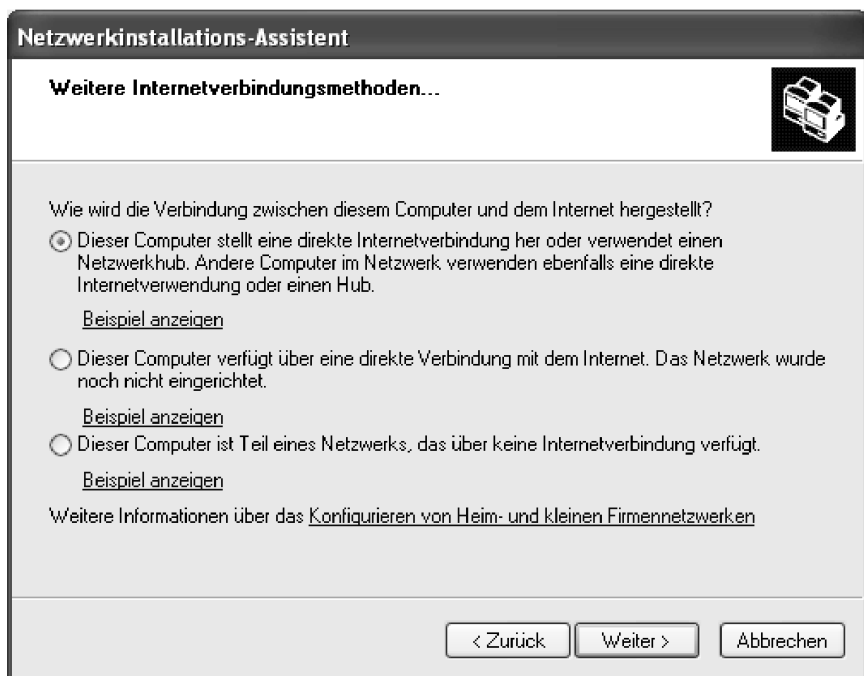 Netzwerkinstallations-Assistent
Weitere Internetverbindungsmethoden...
Wie wird die Verbindung zwischen diesem Computer und dem Internet hergestellt?
Dieser Computer stellt eine direkte Internetverbindung her oder verwendet einen
Netzwerkhub. Andere Computer im Netzwerk verwenden ebenfalls eine direkte
Internetverwendung oder einen Hub.
Beispiel anzeigen
Dieser Computer verfügt über eine direkte Verbindung mit dem Internet. Das Netzwerk wurde
noch nicht eingerichtet.
Beispiel anzeigen
Dieser Computer ist Teil eines Netzwerks, das über keine Internetverbindung verfügt.
Beispiel anzeigen
Weitere Informationen über das Konfigurieren von Heim- und kleinen Firmennetzwerken
< Zurück Weiter > Abbrechen